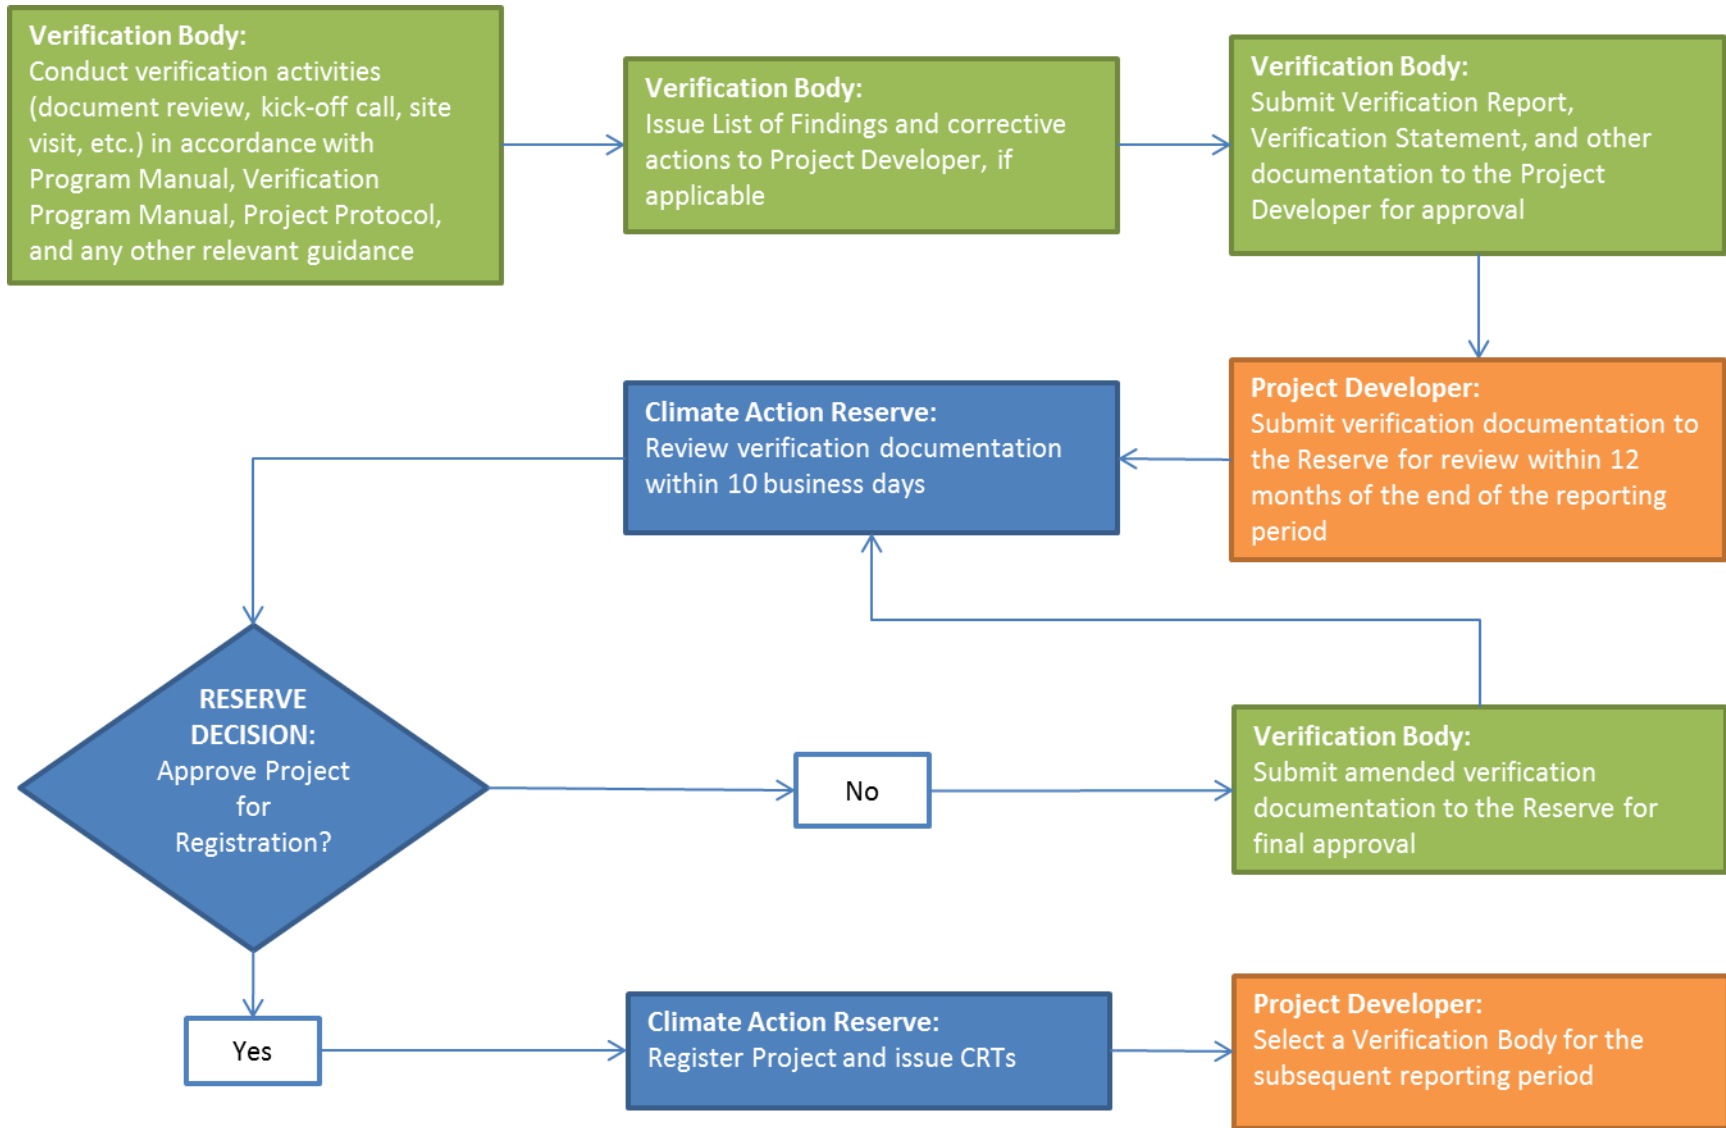 Verification Body:
Conduct verification activities
(document review, kick-off call, site
visit, etc.) in accordance with
Program Manual, Verification
Program Manual, Project Protocol,
and any other relevant guidance
Verification Body:
Issue List of Findings and corrective
actions to Project Developer, if
applicable
Verification Body:
Submit Verification Report,
Verification Statement, and other
documentation to the Project
Developer for approval
Project Developer:
Submit verification documentation to
the Reserve for review within 12
months of the end of the reporting
period
Climate Action Reserve:
Review verification documentation
within 10 business days
RESERVE
DECISION:
Approve Project
for
Registration?
No
Verification Body:
Submit amended verification
documentation to the Reserve for
final approval
Yes
Climate Action Reserve:
Register Project and issue CRTs
Project Developer:
Select a Verification Body for the
subsequent reporting period